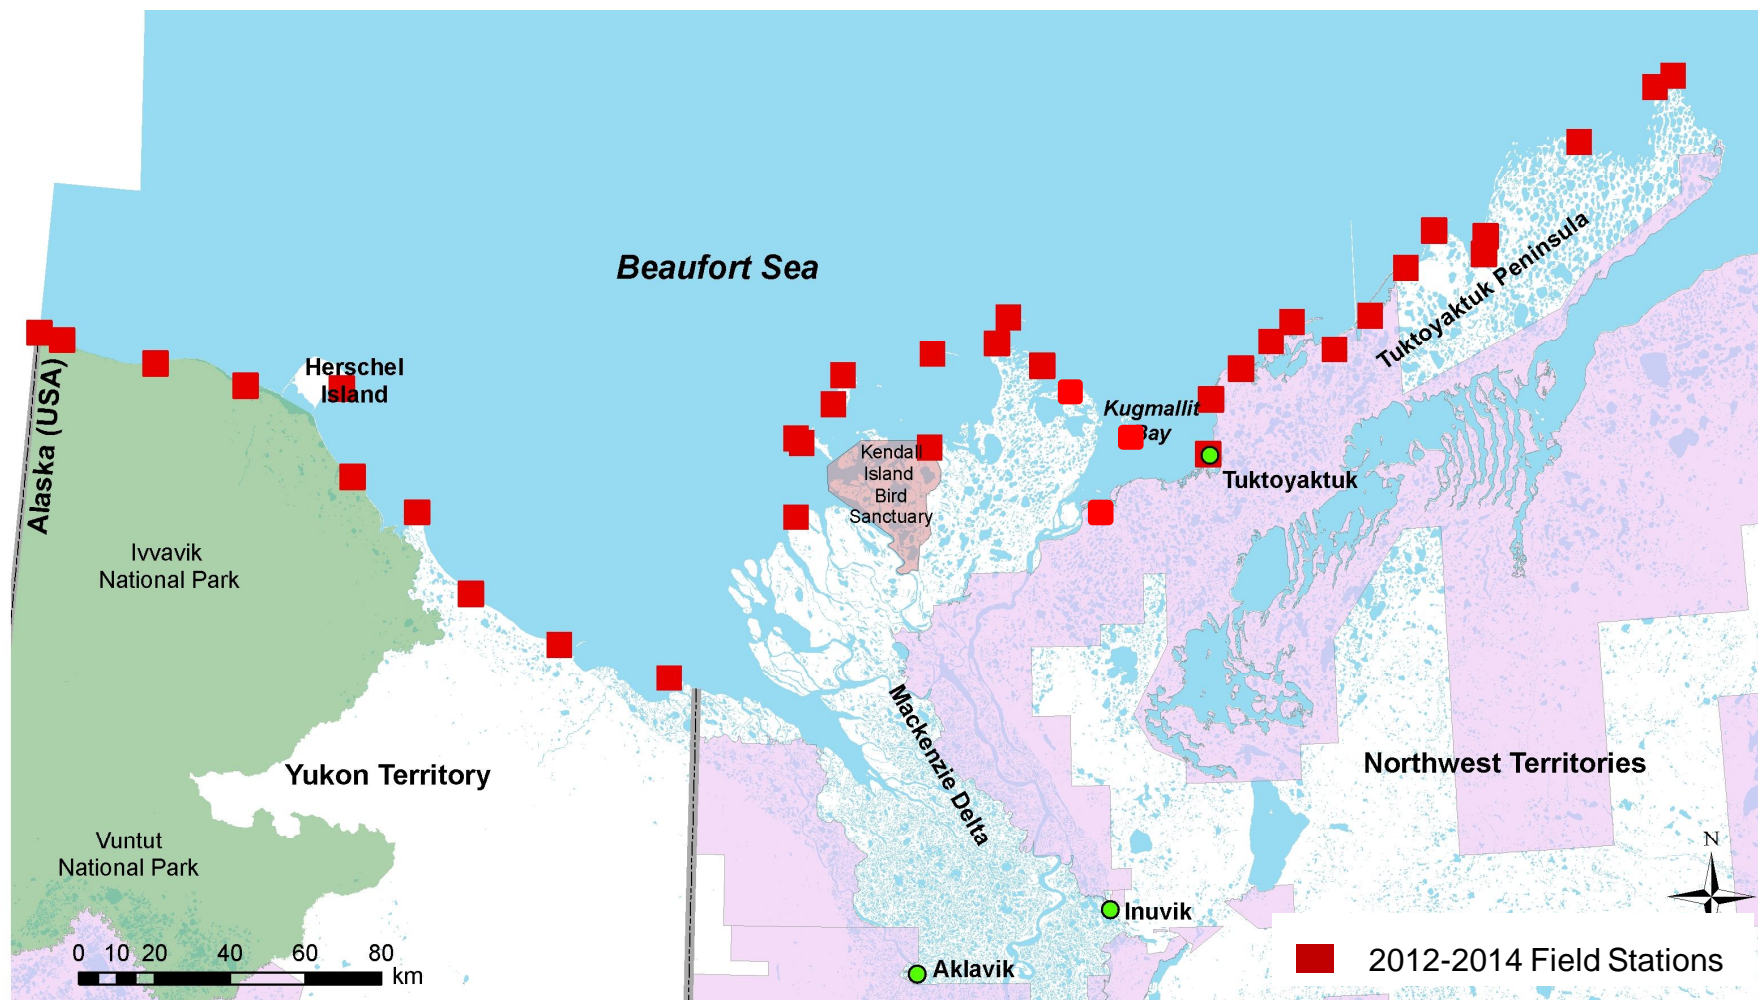 Beaufort Sea
Tuktoyaktuk Peninsula
Herschel
Island
Alaska (USA)
Kugmallit
Bay
Kendall
Island
Bird
Sanctuary
Tuktoyaktuk
Ivvavik
National Park
Mackenzie Delta
Yukon Territory
Northwest Territories
Vuntut
National Park
N
Inuvik
Aklavik
0 10 20 40 60 80
km
2012-2014 Field Stations